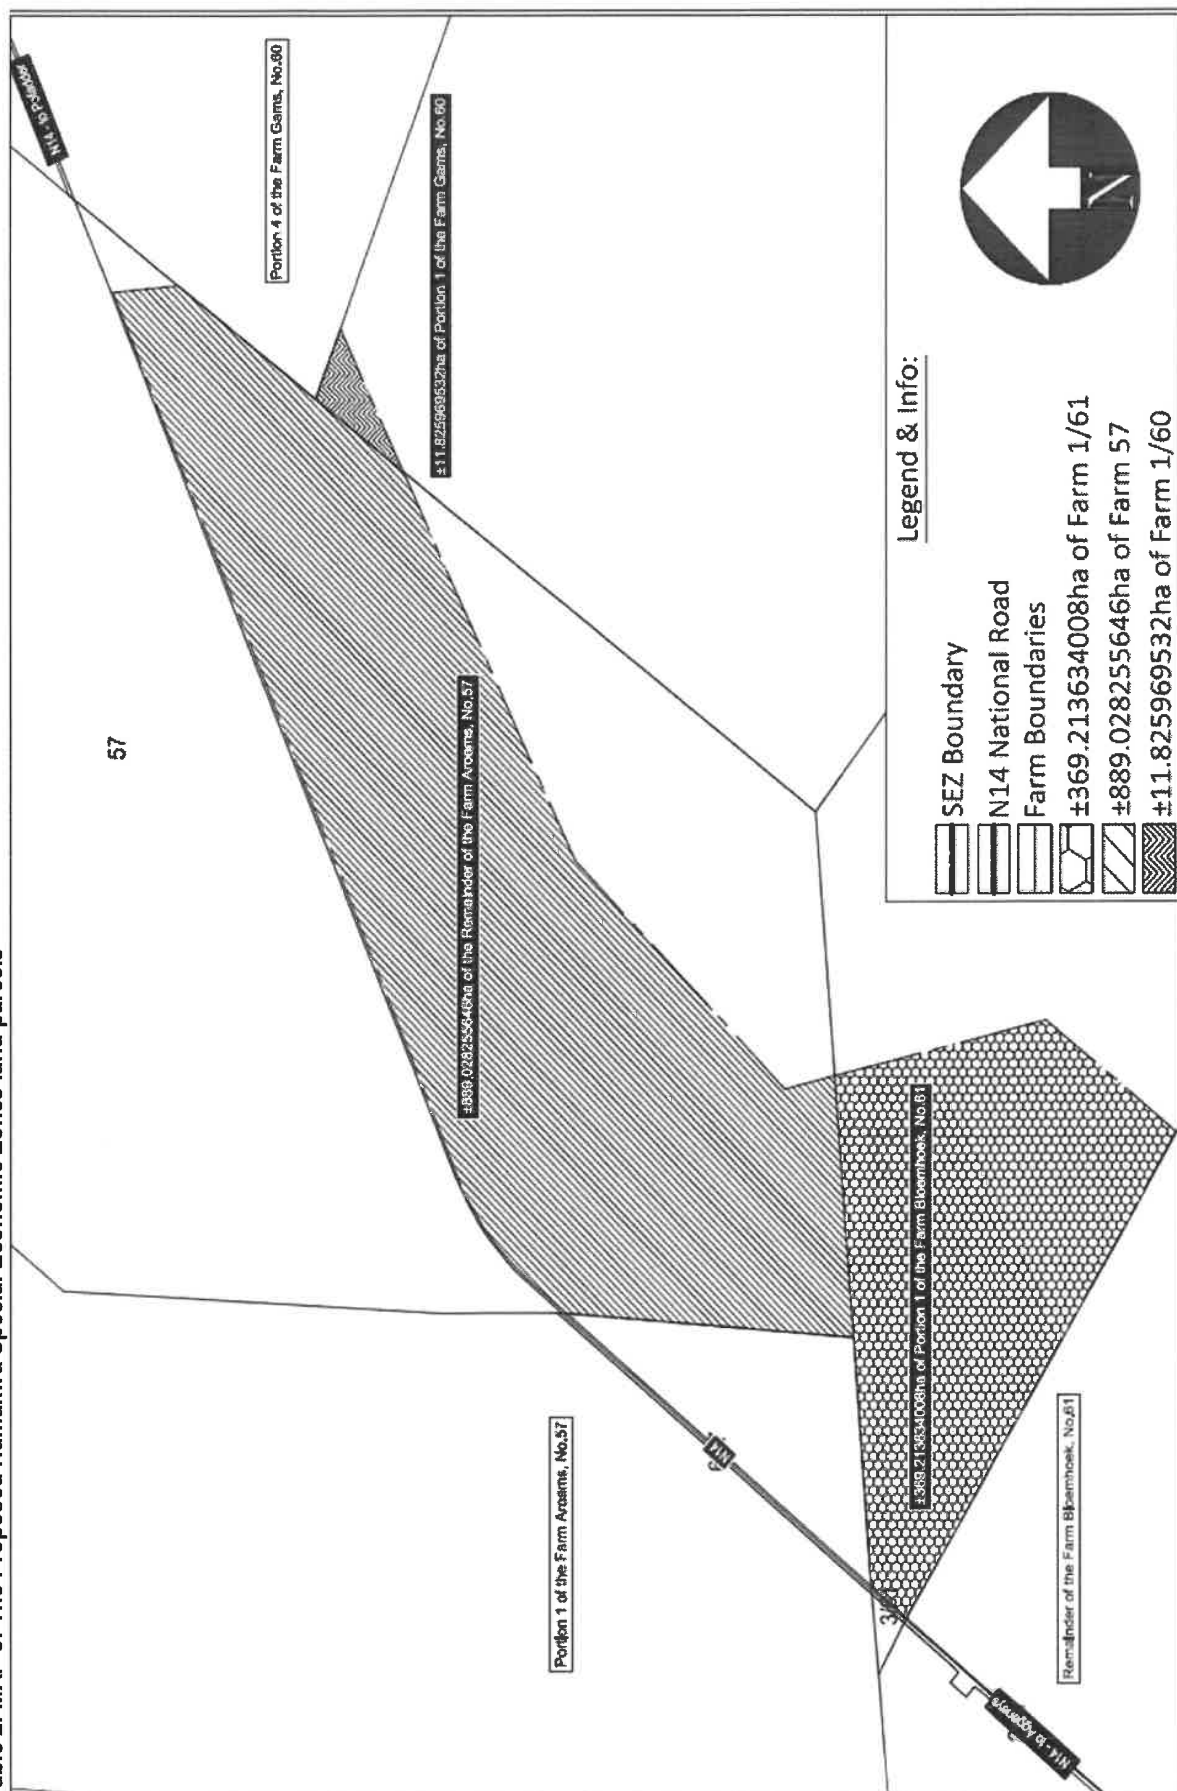 57
N14 - to Pofadder
Portion 4 of the Farm Gams, No.60
±11.825969532ha of Portion 1 of the Farm Gams, No.60
±889.028255646ha of the Remainder of the Farm Aroams, No.57
Portion 1 of the Farm Aroams, No.57
N14
±369.213634008ha of Portion 1 of the Farm Bloemhoek, No.61
Remainder of the Farm Bloemhoek, No.61
N14 - to Aggeneys
Legend & Info:
SEZ Boundary
N14 National Road
Farm Boundaries
±369.213634008ha of Farm 1/61
±889.028255646ha of Farm 57
±11.825969532ha of Farm 1/60
N